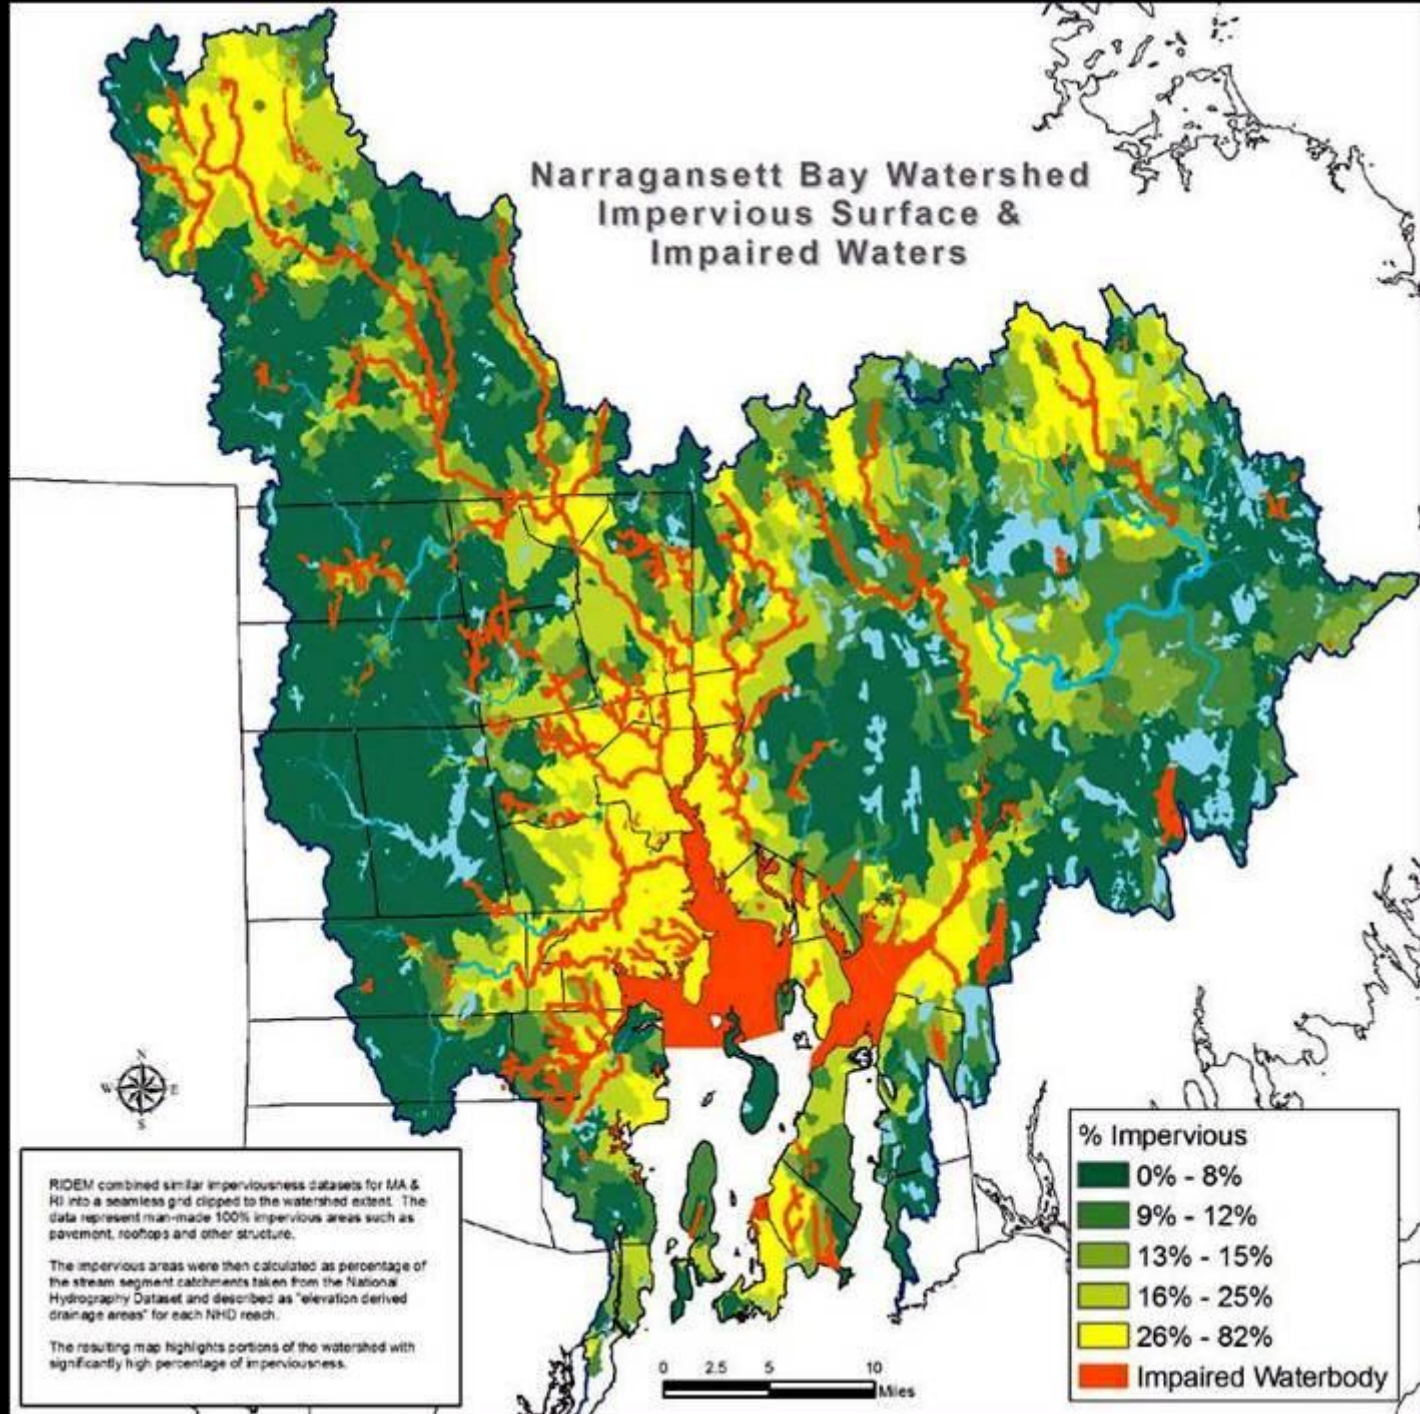 Narragansett Bay Watershed
Impervious Surface &
Impaired Waters
N
W
E
S
RIDEM combined similar imperviousness datasets for MA &
RI into a seamless grid clipped to the watershed extent. The
data represent man-made 100% impervious areas such as
pavement, rooftops and other structure.
The impervious areas were then calculated as percentage of
the stream segment catchments taken from the National
Hydrography Dataset and described as "elevation derived
drainage areas" for each NHD reach.
The resulting map highlights portions of the watershed with
significantly high percentage of imperviousness.
0 2.5 5 10
Miles
% Impervious
0% - 8%
9% - 12%
13% - 15%
16% - 25%
26% - 82%
Impaired Waterbody